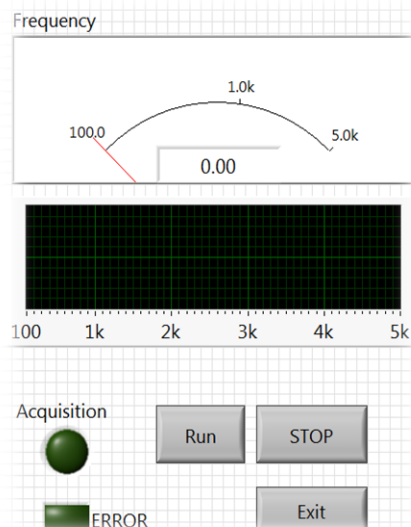 Frequency
1.0k
100.0
5.0k
0.00
100 1k 2k 3k 4k 5k
Acquisition
Run STOP
Exit
ERROR